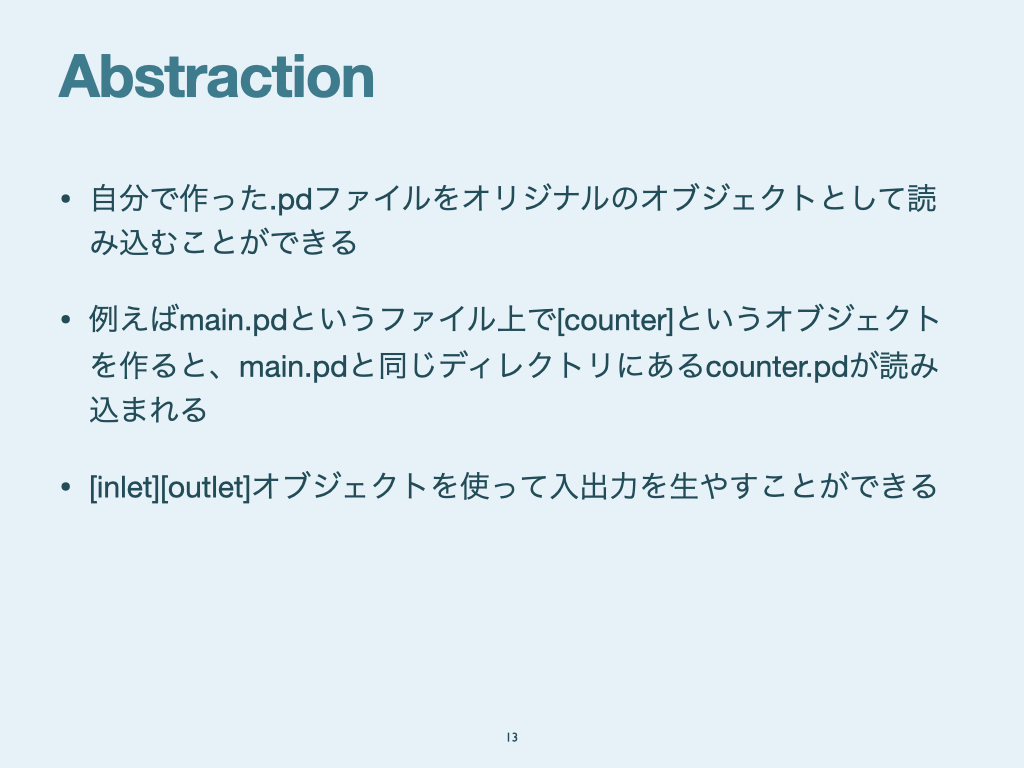 Abstraction
• 自分で作った.pdファイルをオリジナルのオブジェクトとして読
み込むことができる
• 例えばmain.pdというファイル上で[counter]というオブジェクト
を作ると、main.pdと同じディレクトリにあるcounter.pdが読み
込まれる
• [inlet][outlet]オブジェクトを使って入出力を生やすことができる
13